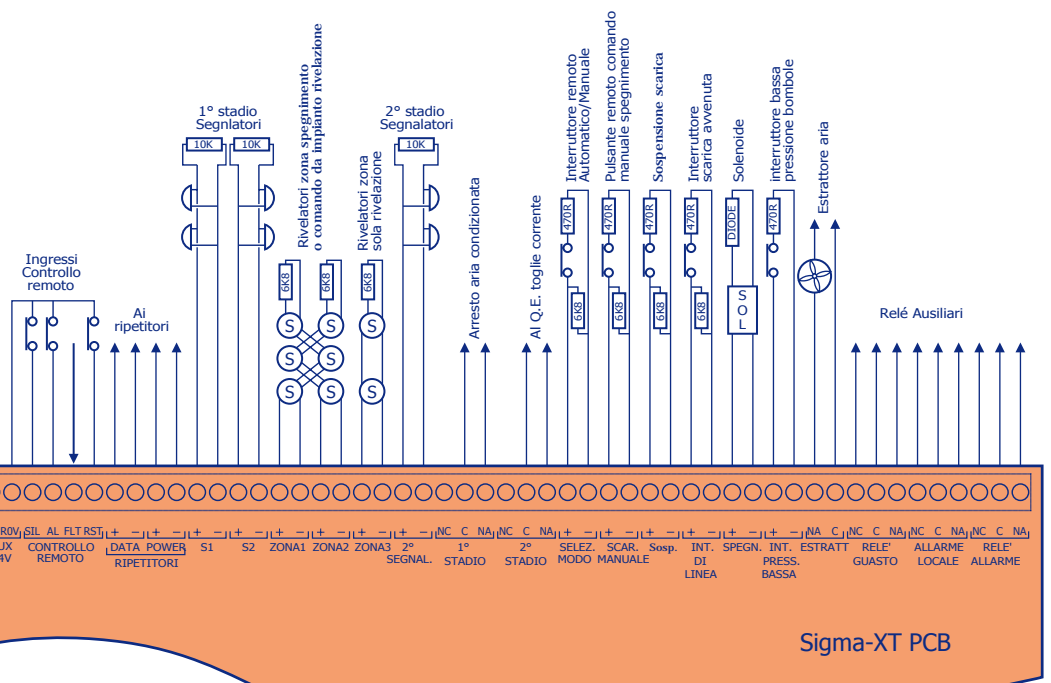 1° stadio
Segnlatori
10K
10K
Rivelatori zona spegnimento
o comando da impianto rivelazione
Rivelatori zona
sola rivelazione
2° stadio
Segnalatori
10K
Arresto aria condizionata
Al Q.E. toglie corrente
Interruttore remoto
Automatico/Manuale
Pulsante remoto comando
manuale spegnimento
Sospensione scarica
Interruttore
scarica avvenuta
Solenoide
interruttore bassa
pressione bombole
Estrattore aria
470R
470R
470R
470R
DIODE
470R
Ingressi
Controllo
remoto
Ai
ripetitori
6K8
6K8
6K8
6K8
6K8
6K8
6K8
S
O
L
Relé Ausiliari
S
S
S
S
S
S
S
S
R0V SIL AL FLT RST + − + − + − + − + − + − + − + − NC C NA NC C NA + − + − + − + − + − + − NA C NC C NA NC C NA NC C NA
UX
4V
CONTROLLO
REMOTO
DATA POWER
RIPETITORI
S1
S2
ZONA1
ZONA2
ZONA3
2°
SEGNAL.
1°
STADIO
2°
STADIO
SELEZ.
MODO
SCAR.
MANUALE
Sosp.
INT.
DI
LINEA
SPEGN.
INT.
PRESS.
BASSA
ESTRATT
RELE'
GUASTO
ALLARME
LOCALE
RELE'
ALLARME
Sigma-XT PCB